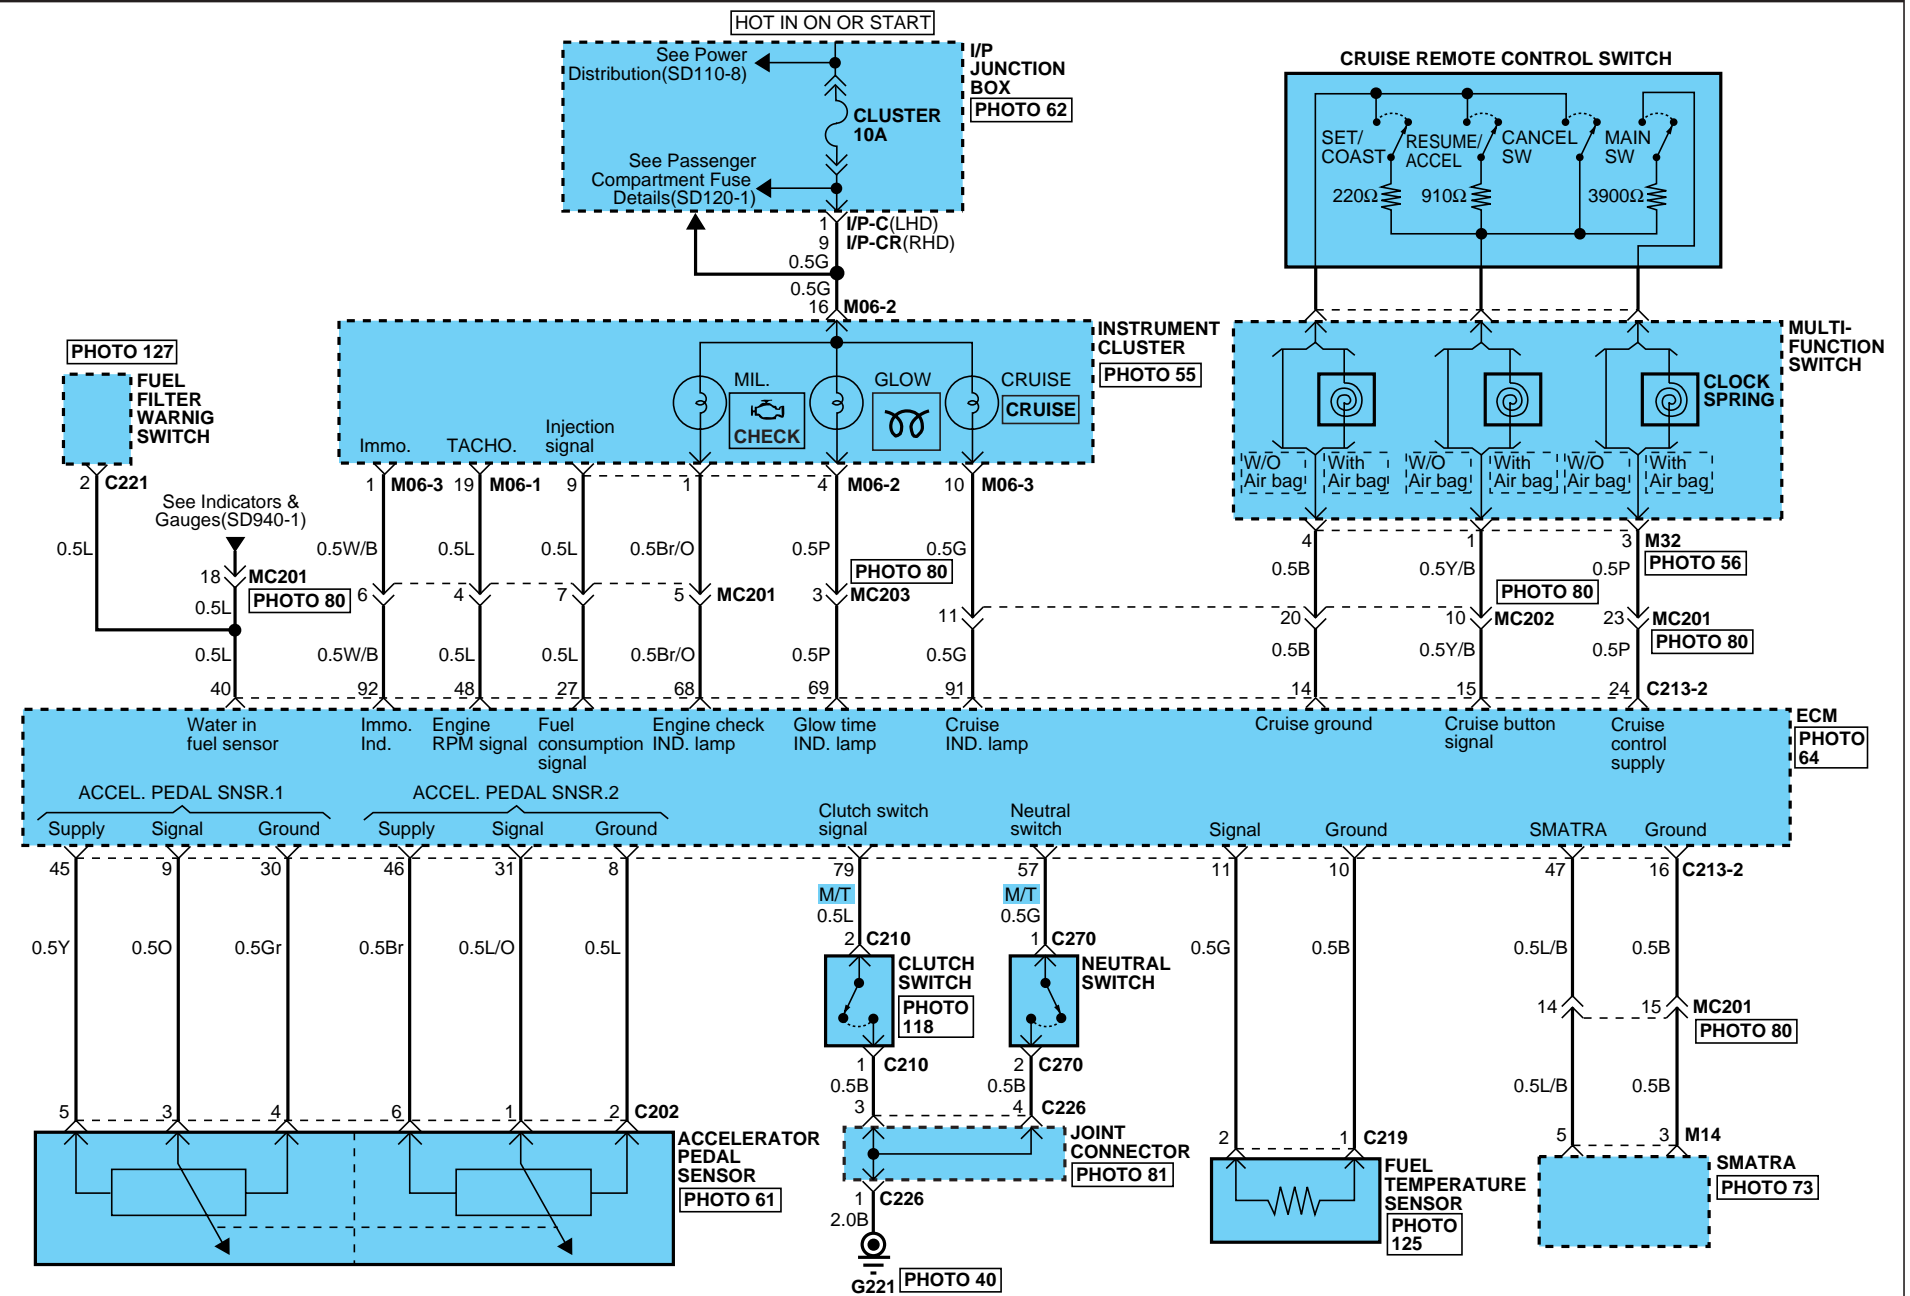 HOT IN ON OR START
See Power
Distribution(SD110-8)
CLUSTER
10A
See Passenger
Compartment Fuse
Details(SD120-1)
I/P
JUNCTION
BOX
PHOTO 62
1 I/P-C(LHD)
9 I/P-CR(RHD)
0.5G
0.5G
16 M06-2
CRUISE REMOTE CONTROL SWITCH
SET/
COAST
RESUME/
ACCEL
CANCEL
SW
MAIN
SW
220Ω
910Ω
3900Ω
MULTI-
FUNCTION
SWITCH
CLOCK
SPRING
W/O
Air bag
With
Air bag
W/O
Air bag
With
Air bag
W/O
Air bag
With
Air bag
4 1 3 M32
PHOTO 56
0.5B 0.5Y/B 0.5P
PHOTO 80
20 10 MC202 23 MC201
PHOTO 80
0.5B 0.5Y/B 0.5P
14 15 24 C213-2
INSTRUMENT
CLUSTER
PHOTO 55
MIL.
CHECK
GLOW
CRUISE
CRUISE
Immo.
TACHO.
Injection
signal
1 M06-3 19 M06-1 9 1 4 M06-2 10 M06-3
PHOTO 127
FUEL
FILTER
WARNIG
SWITCH
2 C221
See Indicators &
Gauges(SD940-1)
0.5L
0.5W/B 0.5L 0.5L 0.5Br/O 0.5P 0.5G
18 MC201
PHOTO 80
0.5L
PHOTO 80
6 4 7 5 MC201 3 MC203 11
0.5L 0.5W/B 0.5L 0.5L 0.5Br/O 0.5P 0.5G
40 92 48 27 68 69 91
Water in
fuel sensor
Immo.
Ind.
Engine
RPM signal
Fuel
consumption
signal
Engine check
IND. lamp
Glow time
IND. lamp
Cruise
IND. lamp
Cruise ground
Cruise button
signal
Cruise
control
supply
ECM
PHOTO
64
ACCEL. PEDAL SNSR.1
Supply Signal Ground
ACCEL. PEDAL SNSR.2
Supply Signal Ground
Clutch switch
signal
Neutral
switch
Signal Ground
SMATRA Ground
45 9 30 46 31 8 79 57 11 10 47 16 C213-2
M/T
0.5L
M/T
0.5G
0.5Y 0.5O 0.5Gr 0.5Br 0.5L/O 0.5L
2 C210
CLUTCH
SWITCH
PHOTO
118
1 C210
0.5B
1 C270
NEUTRAL
SWITCH
2 C270
0.5B
0.5G 0.5B 0.5L/B 0.5B
14 15 MC201
PHOTO 80
0.5L/B 0.5B
5 3 4 6 1 2 C202
ACCELERATOR
PEDAL
SENSOR
PHOTO 61
3 4 C226
JOINT
CONNECTOR
PHOTO 81
1 C226
2.0B
G221
PHOTO 40
2 1 C219
FUEL
TEMPERATURE
SENSOR
PHOTO
125
5 3 M14
SMATRA
PHOTO 73